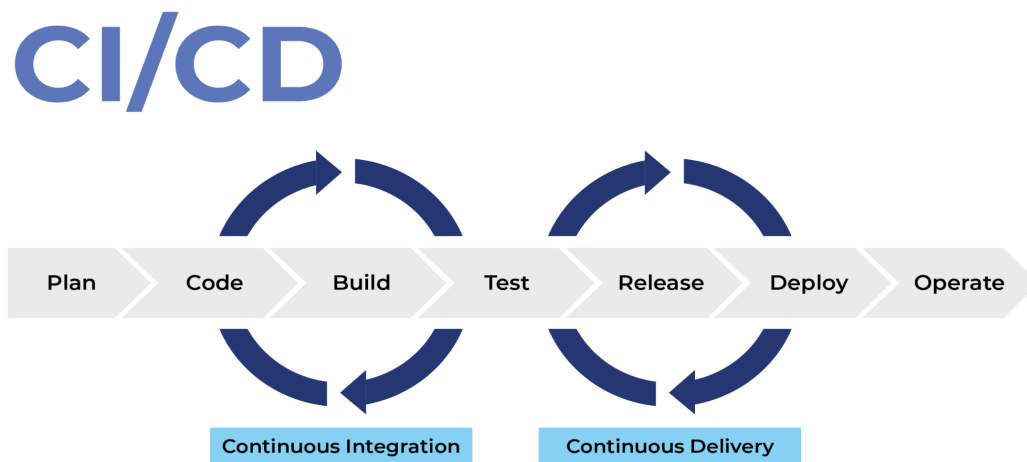 CI/CD
Plan Code Build Test Release Deploy Operate
Continuous Integration Continuous Delivery